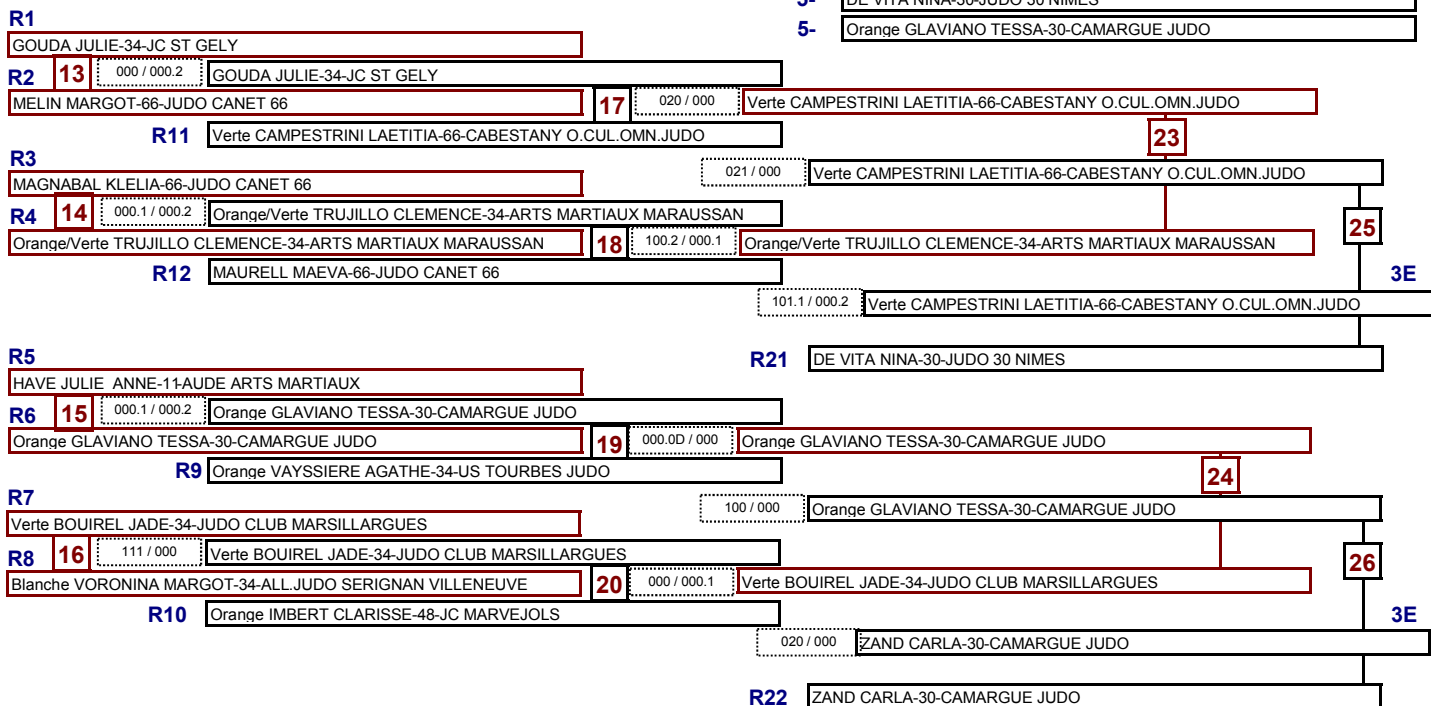 5- DE VITA NINA-30-JUDO 30 NIMES
R1
5- Orange GLAVIANO TESSA-30-CAMARGUE JUDO
GOUDA JULIE-34-JC ST GELY
R2 13 000 / 000.2 GOUDA JULIE-34-JC ST GELY
MELIN MARGOT-66-JUDO CANET 66 17 020 / 000 Verte CAMPESTRINI LAETITIA-66-CABESTANY O.CUL.OMN.JUDO
R11 Verte CAMPESTRINI LAETITIA-66-CABESTANY O.CUL.OMN.JUDO 23
R3
021 / 000 Verte CAMPESTRINI LAETITIA-66-CABESTANY O.CUL.OMN.JUDO
MAGNABAL KLELIA-66-JUDO CANET 66
R4 14 000.1 / 000.2 Orange/Verte TRUJILLO CLEMENCE-34-ARTS MARTIAUX MARAUSSAN 25
Orange/Verte TRUJILLO CLEMENCE-34-ARTS MARTIAUX MARAUSSAN 18 100.2 / 000.1 Orange/Verte TRUJILLO CLEMENCE-34-ARTS MARTIAUX MARAUSSAN
R12 MAURELL MAEVA-66-JUDO CANET 66 3E
101.1 / 000.2 Verte CAMPESTRINI LAETITIA-66-CABESTANY O.CUL.OMN.JUDO
R5 R21 DE VITA NINA-30-JUDO 30 NIMES
HAVE JULIE ANNE-11-AUDE ARTS MARTIAUX
R6 15 000.1 / 000.2 Orange GLAVIANO TESSA-30-CAMARGUE JUDO
Orange GLAVIANO TESSA-30-CAMARGUE JUDO 19 000.0D / 000 Orange GLAVIANO TESSA-30-CAMARGUE JUDO
R9 Orange VAYSSIERE AGATHE-34-US TOURBES JUDO 24
R7
100 / 000 Orange GLAVIANO TESSA-30-CAMARGUE JUDO
Verte BOUIREL JADE-34-JUDO CLUB MARSILLARGUES
R8 16 111 / 000 Verte BOUIREL JADE-34-JUDO CLUB MARSILLARGUES 26
Blanche VORONINA MARGOT-34-ALL.JUDO SERIGNAN VILLENEUVE 20 000 / 000.1 Verte BOUIREL JADE-34-JUDO CLUB MARSILLARGUES
R10 Orange IMBERT CLARISSE-48-JC MARVEJOLS 3E
020 / 000 ZAND CARLA-30-CAMARGUE JUDO
R22 ZAND CARLA-30-CAMARGUE JUDO